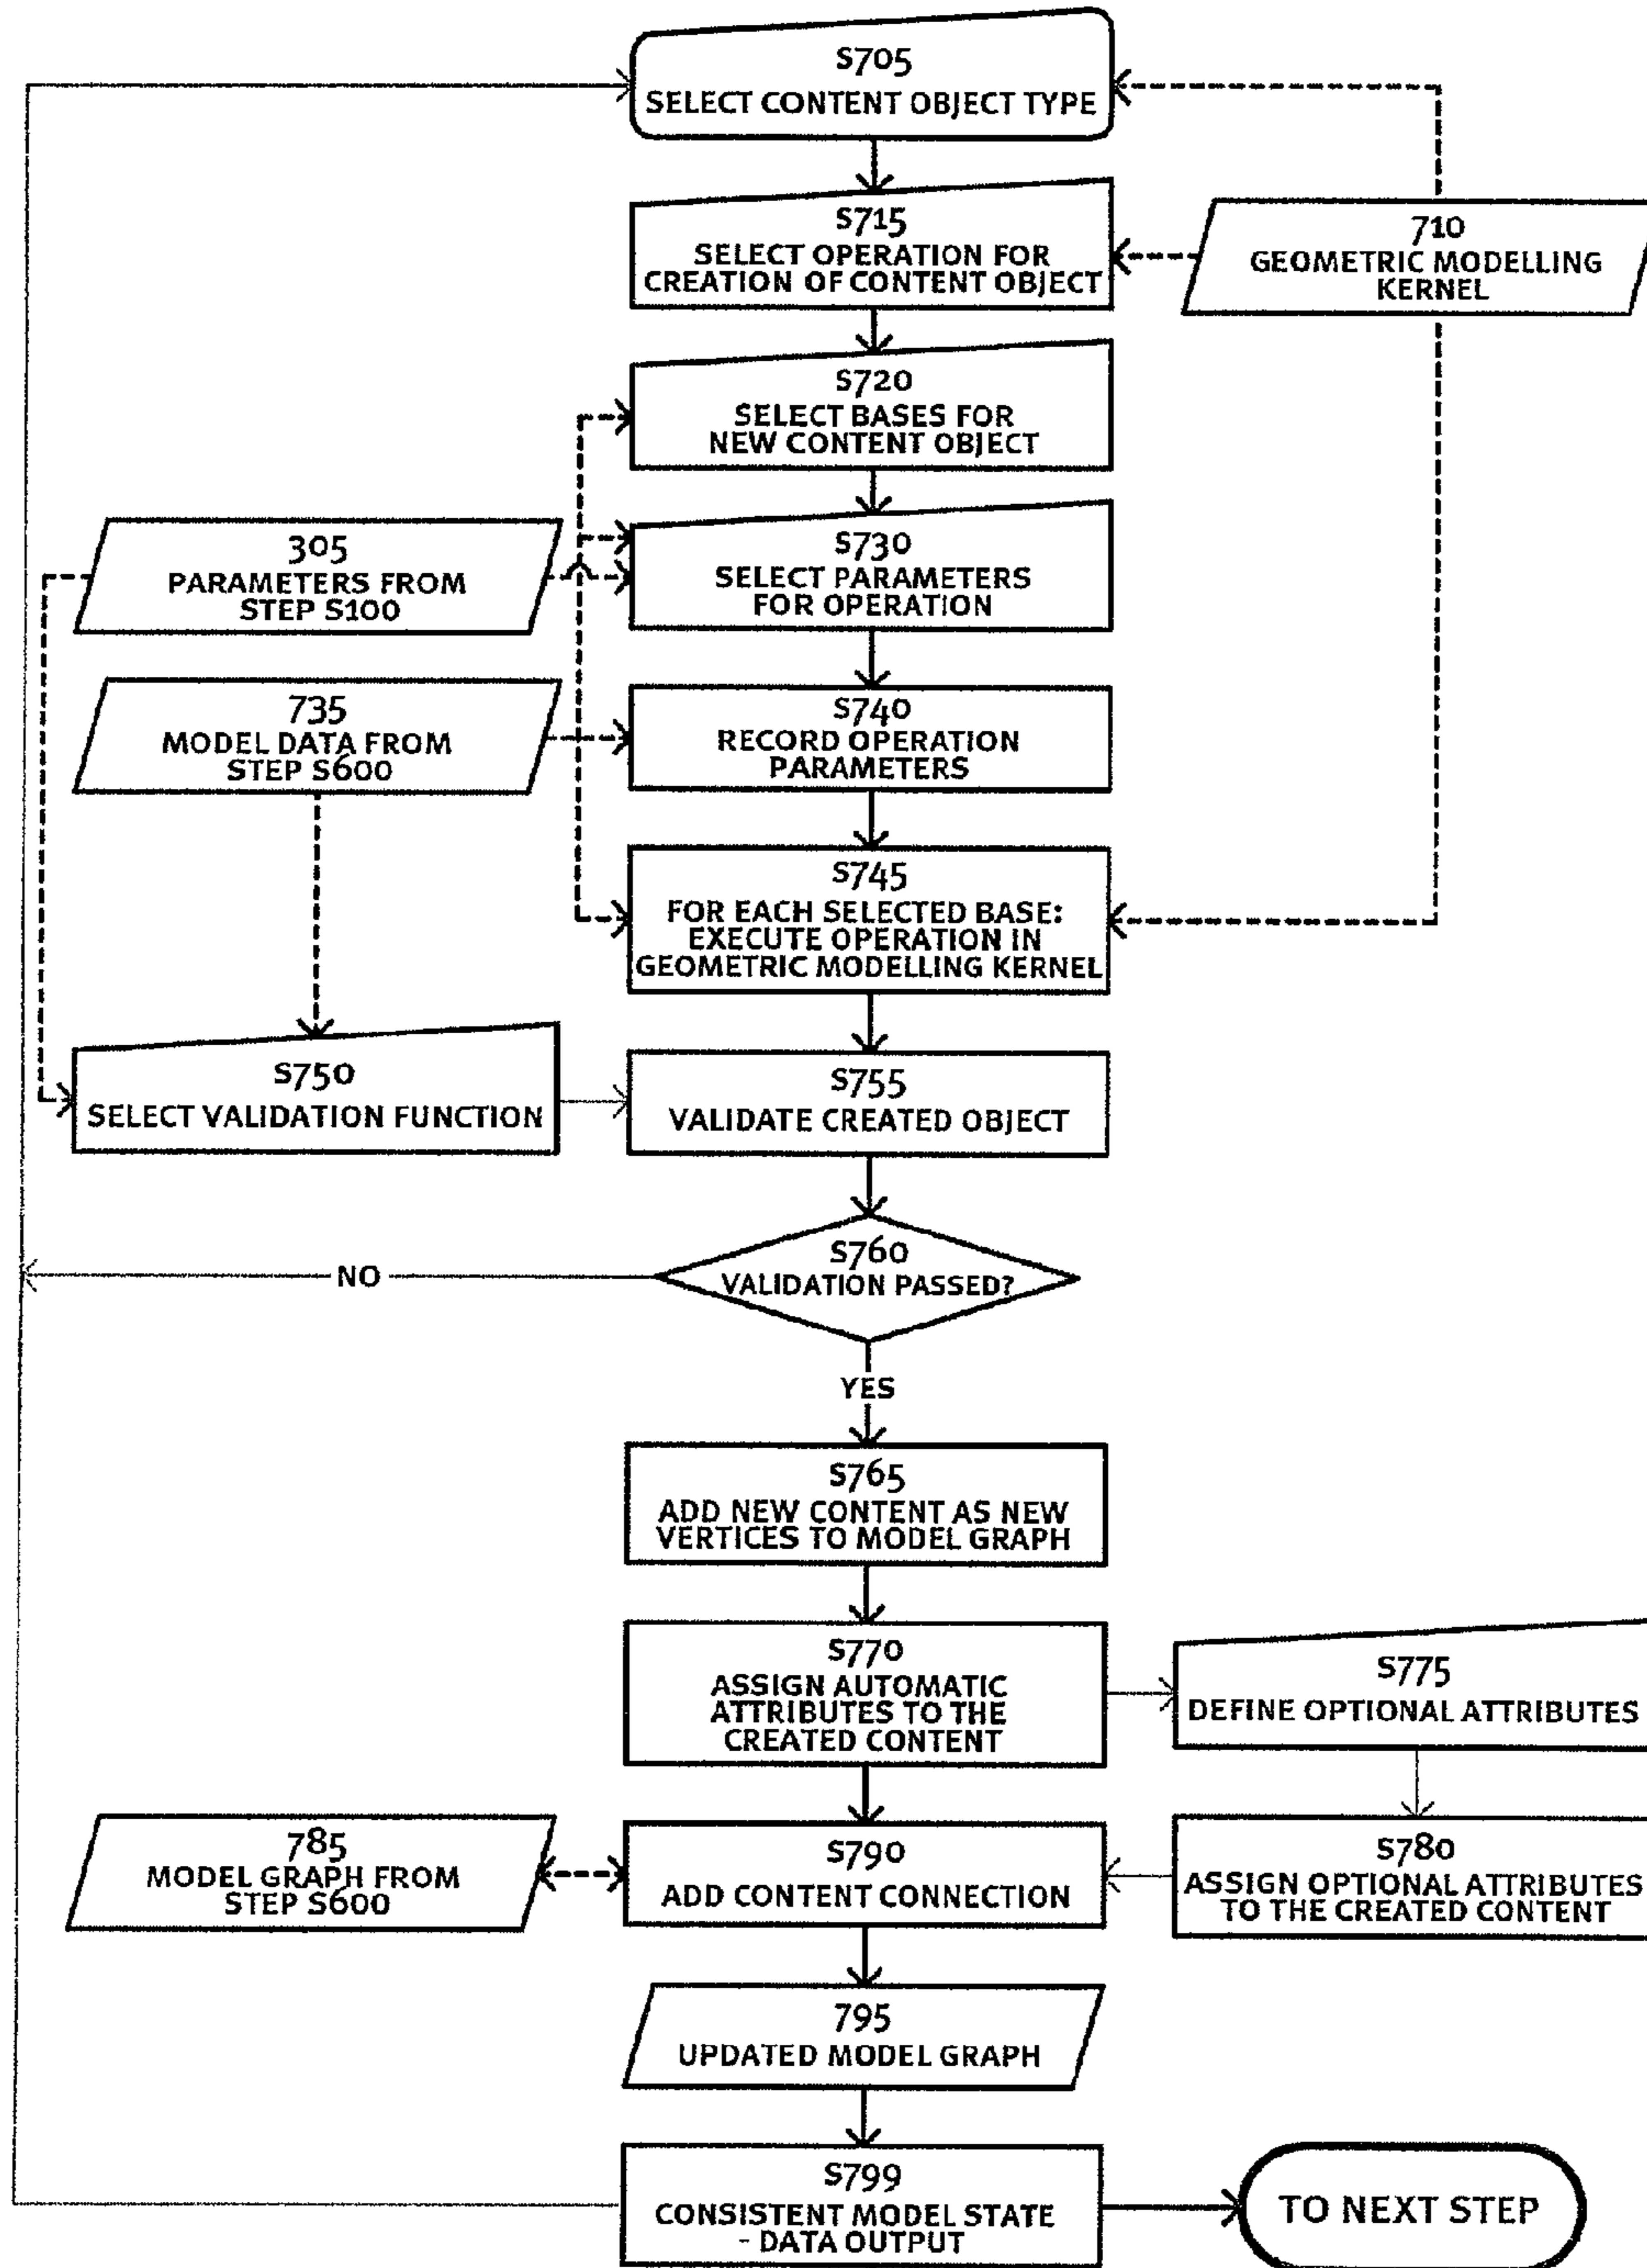 S705
SELECT CONTENT OBJECT TYPE
S715
SELECT OPERATION FOR
CREATION OF CONTENT OBJECT
710
GEOMETRIC MODELLING
KERNEL
S720
SELECT BASES FOR
NEW CONTENT OBJECT
305
PARAMETERS FROM
STEP S100
S730
SELECT PARAMETERS
FOR OPERATION
735
MODEL DATA FROM
STEP S600
S740
RECORD OPERATION
PARAMETERS
S745
FOR EACH SELECTED BASE:
EXECUTE OPERATION IN
GEOMETRIC MODELLING KERNEL
S750
SELECT VALIDATION FUNCTION
S755
VALIDATE CREATED OBJECT
S760
VALIDATION PASSED?
NO
YES
S765
ADD NEW CONTENT AS NEW
VERTICES TO MODEL GRAPH
S770
ASSIGN AUTOMATIC
ATTRIBUTES TO THE
CREATED CONTENT
S775
DEFINE OPTIONAL ATTRIBUTES
785
MODEL GRAPH FROM
STEP S600
S790
ADD CONTENT CONNECTION
S780
ASSIGN OPTIONAL ATTRIBUTES
TO THE CREATED CONTENT
795
UPDATED MODEL GRAPH
S799
CONSISTENT MODEL STATE
- DATA OUTPUT
TO NEXT STEP